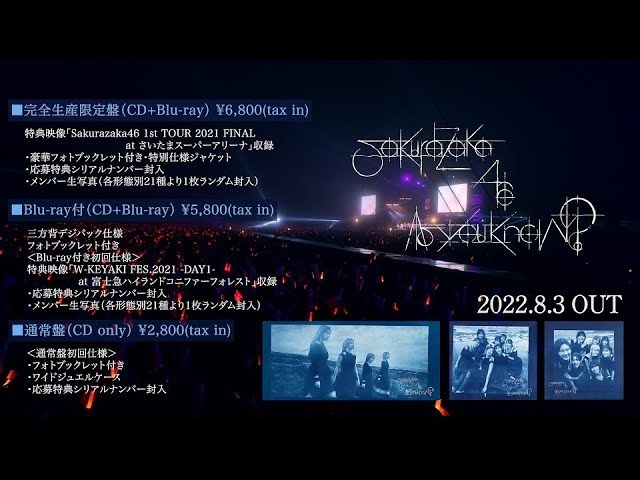 ■完全生産限定盤(CD+Blu-ray) ¥6,800(tax in)
特典映像「Sakurazaka46 1st TOUR 2021 FINAL
at さいたまスーパーアリーナ」収録
・豪華フォトブックレット付き・特別仕様ジャケット
・応募特典シリアルナンバー封入
・メンバー生写真(各形態別21種より1枚ランダム封入)
■Blu-ray付(CD+Blu-ray) ¥5,800(tax in)
三方背デジパック仕様
フォトブックレット付き
<Blu-ray付き初回仕様>
特典映像「W-KEYAKI FES.2021 -DAY1-
at 富士急ハイランドコニファーフォレスト」収録
・応募特典シリアルナンバー封入
・メンバー生写真(各形態別21種より1枚ランダム封入)
■通常盤(CD only) ¥2,800(tax in)
<通常盤初回仕様>
・フォトブックレット付き
・ワイドジュエルケース
・応募特典シリアルナンバー封入
Sakurazaka
46
As you know?
2022.8.3 OUT